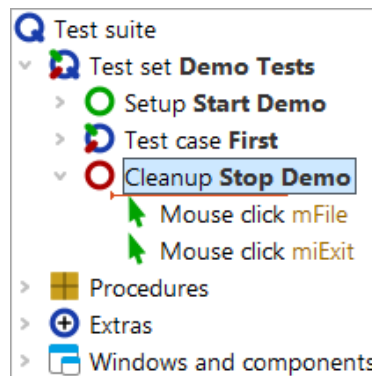 Test suite
Test set Demo Tests
Setup Start Demo
Test case First
Cleanup Stop Demo
Mouse click mFile
Mouse click miExit
Procedures
Extras
Windows and components